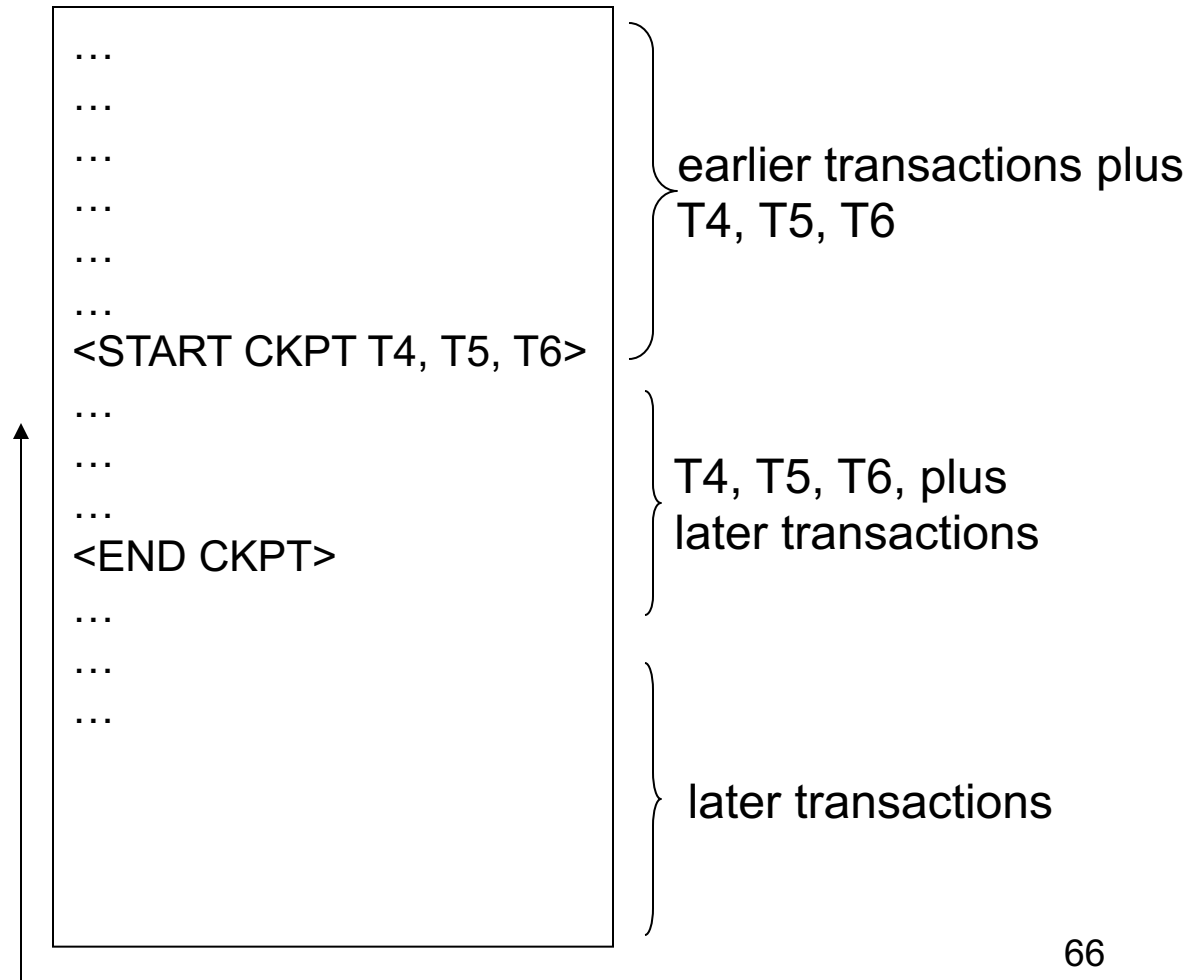 …
…
…
…
…
…
<START CKPT T4, T5, T6>
earlier transactions plus
T4, T5, T6
…
…
…
<END CKPT>
…
T4, T5, T6, plus
later transactions
…
…
later transactions
66